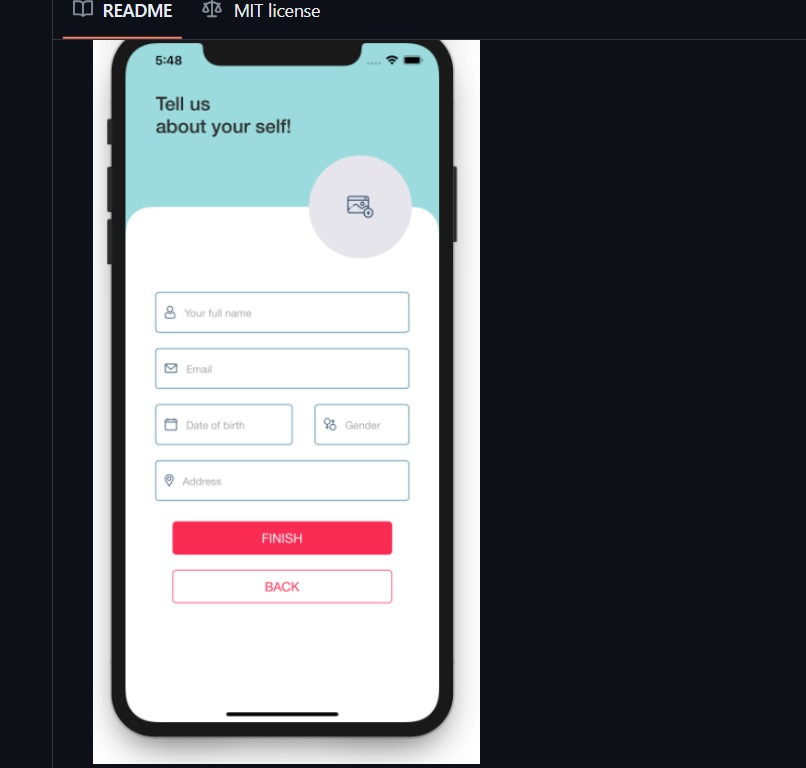 README
MIT license
5:48
Tell us
about your self!
Your full name
Email
Date of birth
Gender
Address
FINISH
BACK